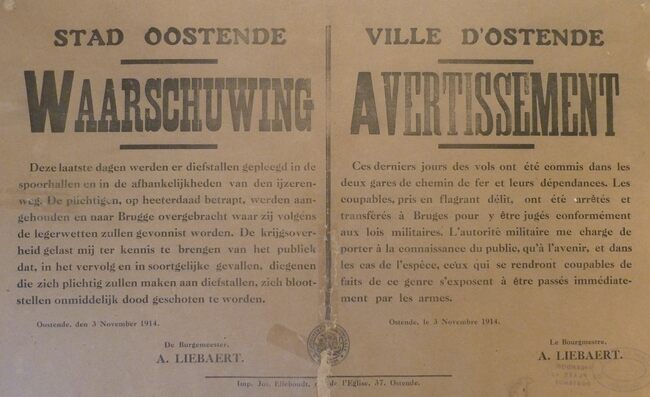 STAD OOSTENDE
WAARSCHUWING
Deze laatste dagen werden er diefstallen gepleegd in de
spoorhallen en in de afhankelijkheden van den ijzeren-
weg. De plichtigen, op heeterdaad betrapt, werden aan-
gehouden en naar Brugge overgebracht waar zij volgens
de legerwetten zullen gevonnist worden. De krijgsover-
heid gelast mij ter kennis te brengen van het publiek
dat, in het vervolg en in soortgelijke gevallen, diegenen
die zich plichtig zullen maken aan diefstallen, zich bloot-
stellen onmiddelijk dood geschoten te worden.
Oostende, den 3 November 1914.
De Burgemeester,
A. LIEBAERT.
VILLE D'OSTENDE
AVERTISSEMENT
Ces derniers jours des vols ont été commis dans les
deux gares de chemin de fer et leurs dépendances. Les
coupables, pris en flagrant délit, ont été arrêtés et
transférés à Bruges pour y être jugés conformément
aux lois militaires. L'autorité militaire me charge de
porter à la connaissance du public, qu'à l'avenir, et dans
les cas de l'espèce, ceux qui se rendront coupables de
faits de ce genre s'exposent à être passés immédiate-
ment par les armes.
Ostende, le 3 Novembre 1914.
Le Bourgmestre,
A. LIEBAERT.
Imp. Jos. Elleboudt, de l'Eglise, 37, Ostende.